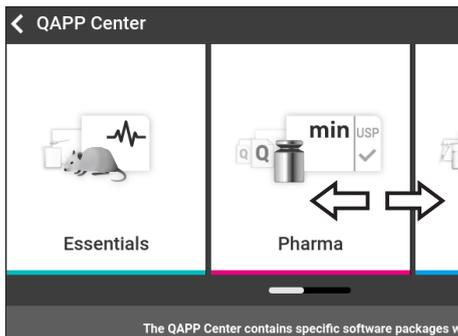 QAPP Center
min USP
Q Q
Essentials
Pharma
The QAPP Center contains specific software packages